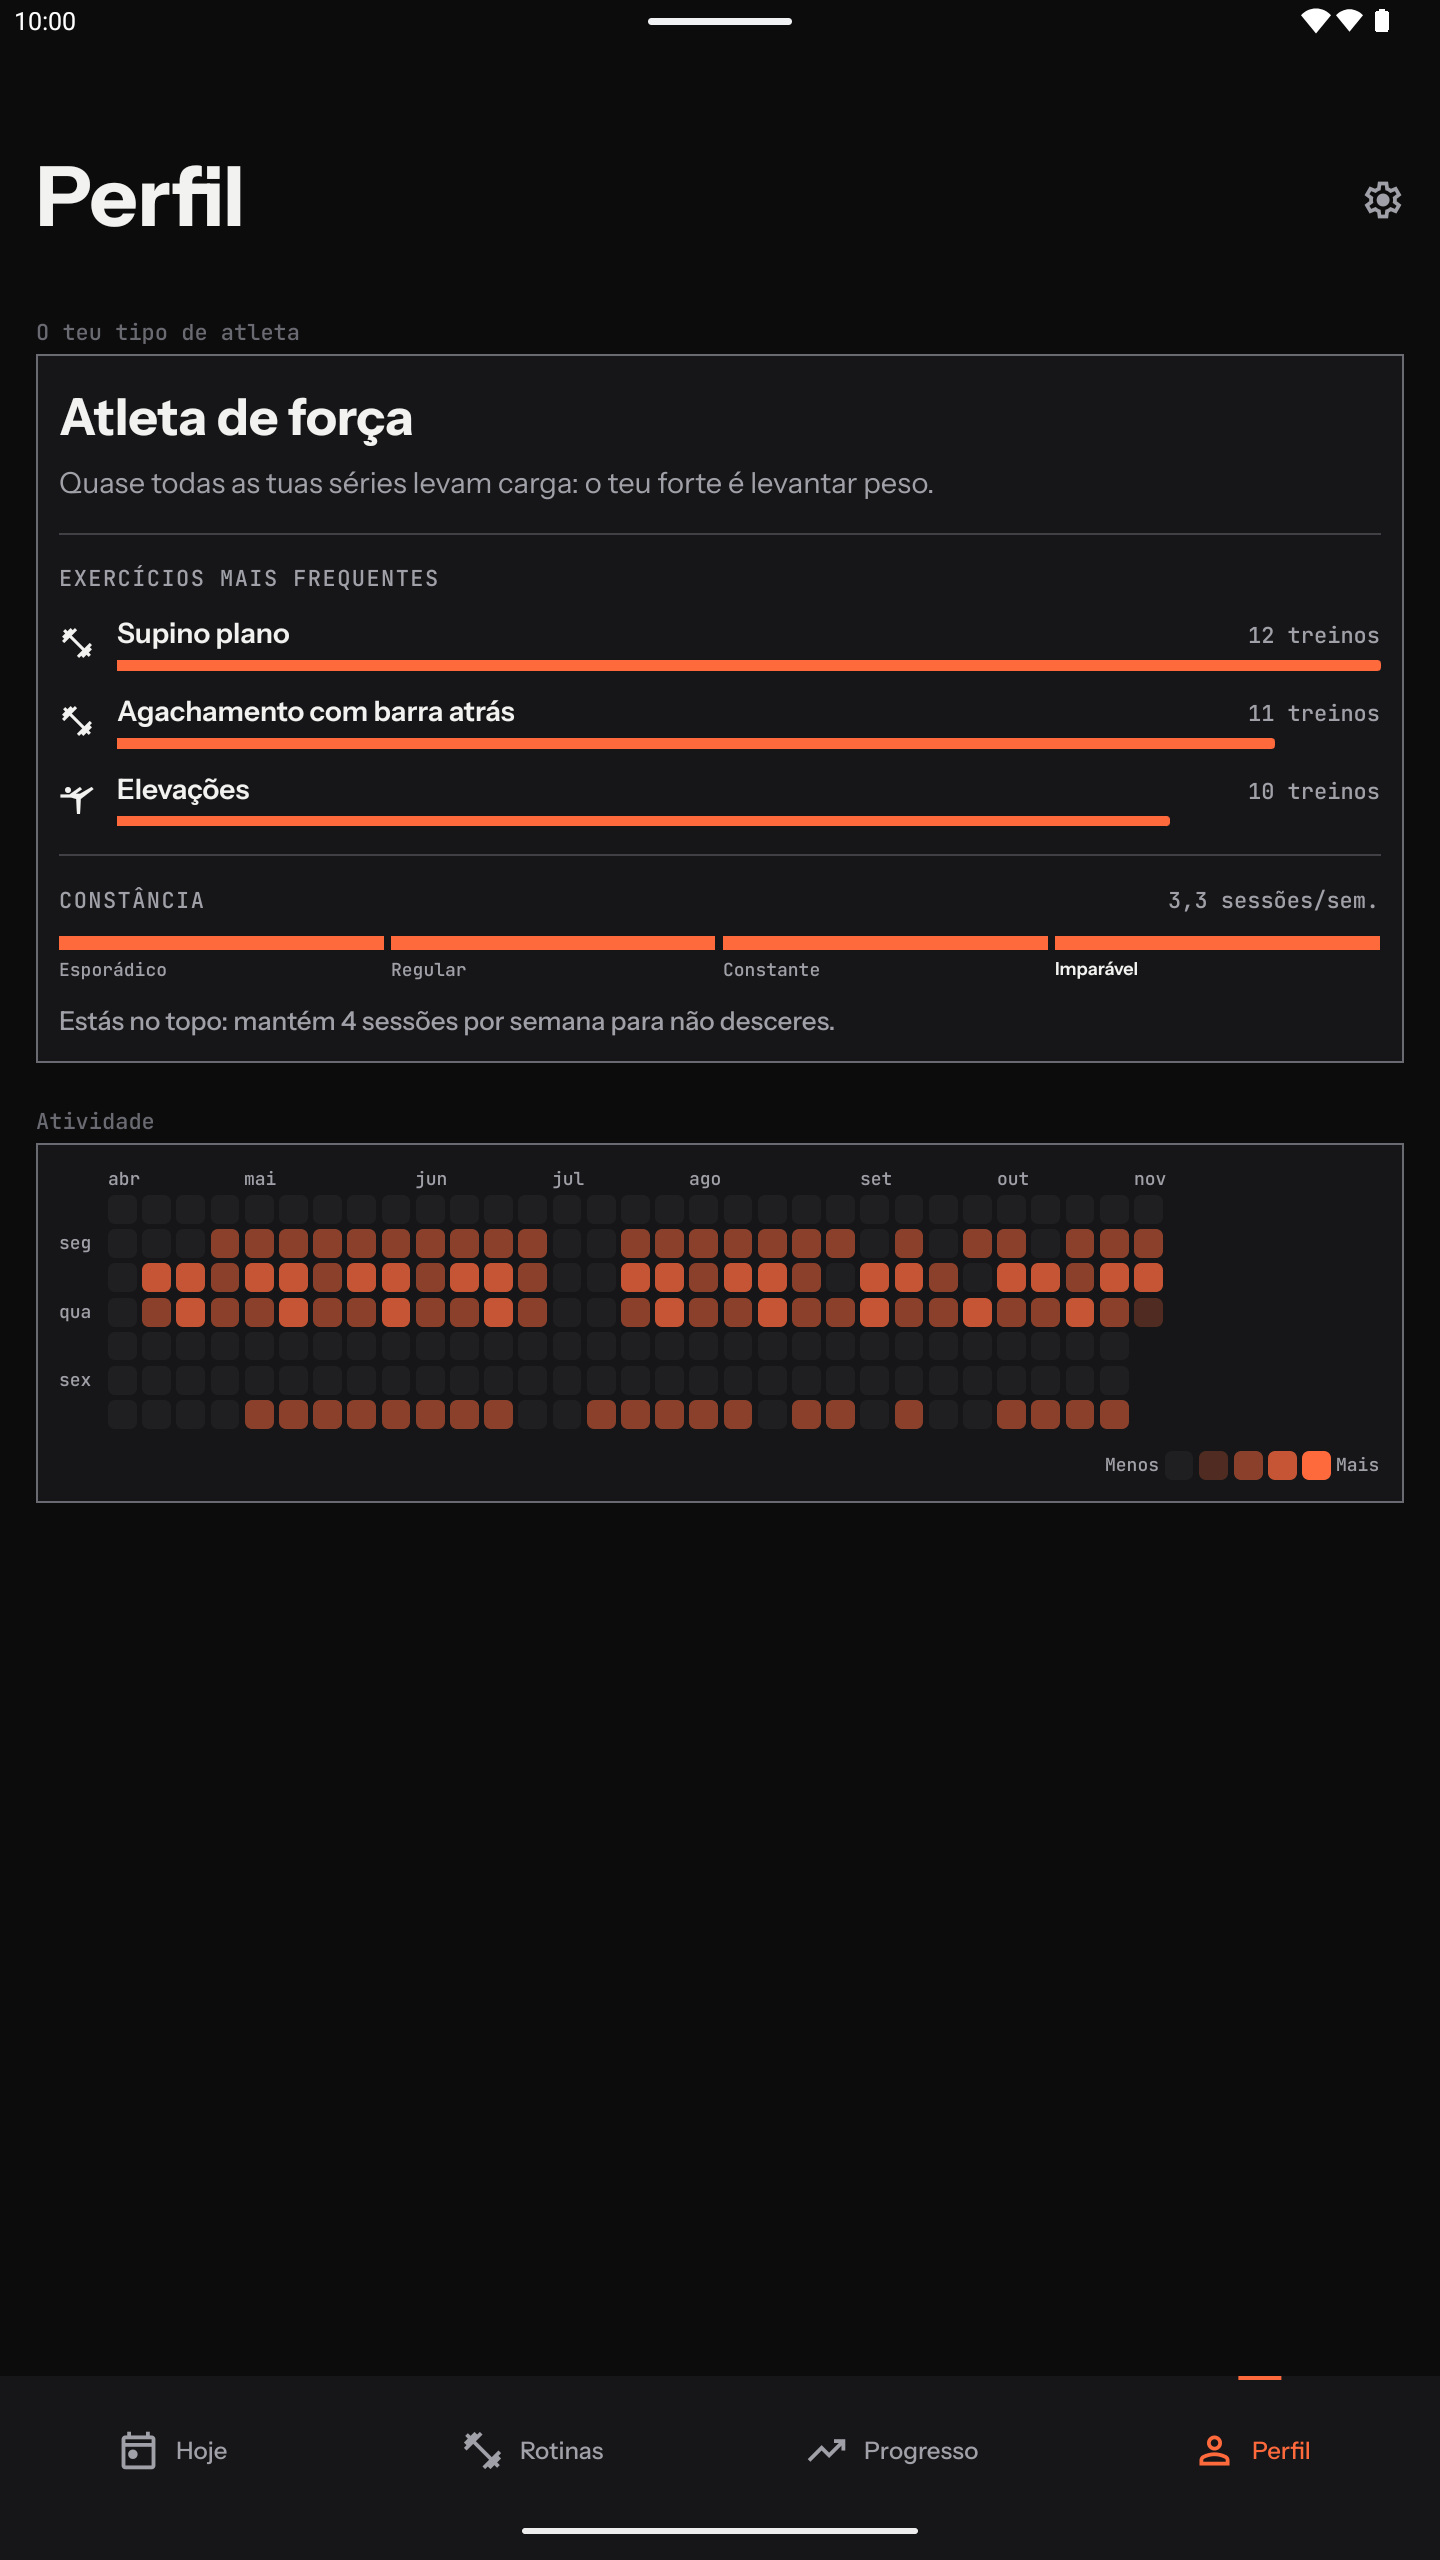 10:00
Perfil
O teu tipo de atleta
Atleta de força
Quase todas as tuas séries levam carga: o teu forte é levantar peso.
EXERCÍCIOS MAIS FREQUENTES
Supino plano 12 treinos
Agachamento com barra atrás 11 treinos
Elevações 10 treinos
CONSTÂNCIA 3,3 sessões/sem.
Esporádico Regular Constante Imparável
Estás no topo: mantém 4 sessões por semana para não desceres.
Atividade
abr mai jun jul ago set out nov
seg
qua
sex
Menos Mais
Hoje Rotinas Progresso Perfil